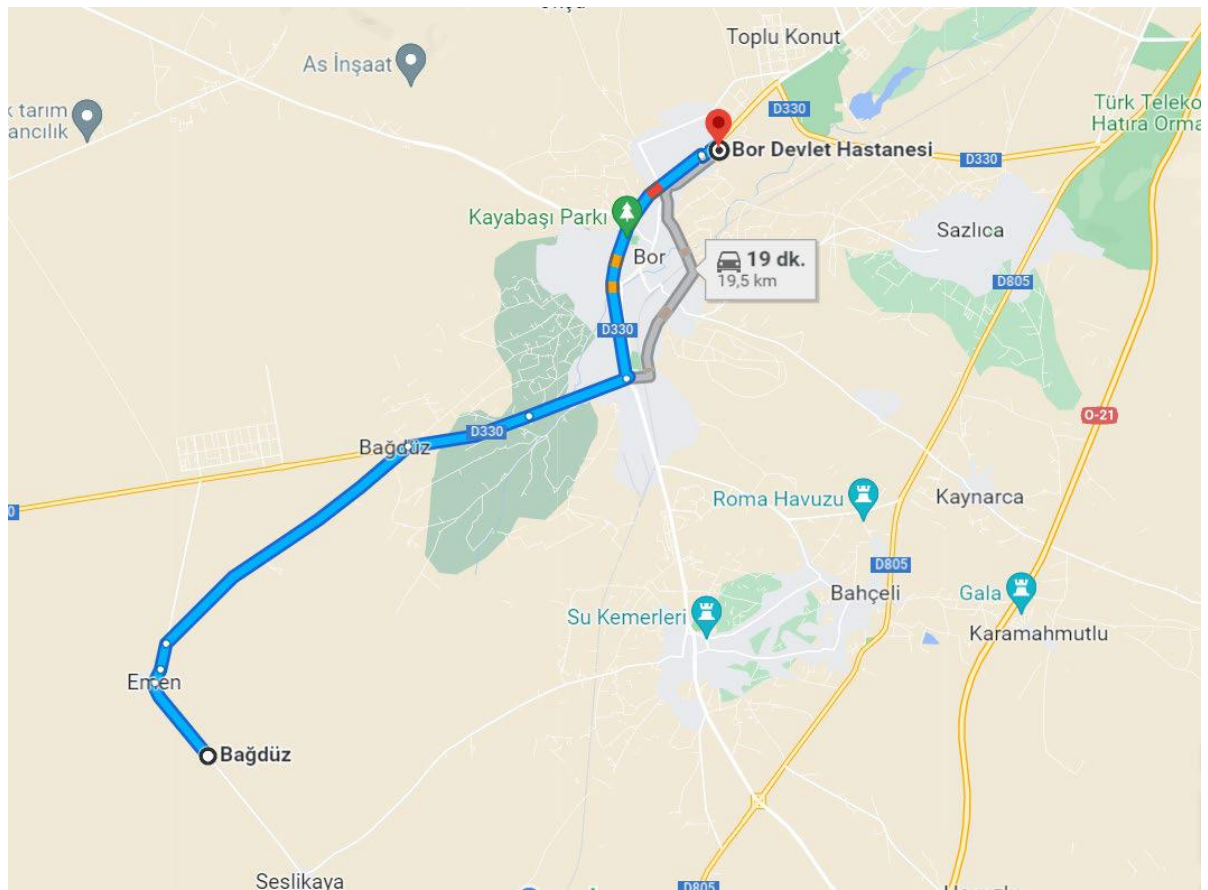 Toplu Konut
As İnşaat
k tarım
ancılık
D330
Türk Teleko
Hatıra Orma
Bor Devlet Hastanesi
D330
Kayabaşı Parkı
Sazlıca
Bor
19 dk.
19,5 km
D805
D330
O-21
D330
Bağdüz
Roma Havuzu
Kaynarca
0
D805
Bahçeli
Gala
Su Kemerleri
Karamahmutlu
Emen
Bağdüz
Seslikaya
D805